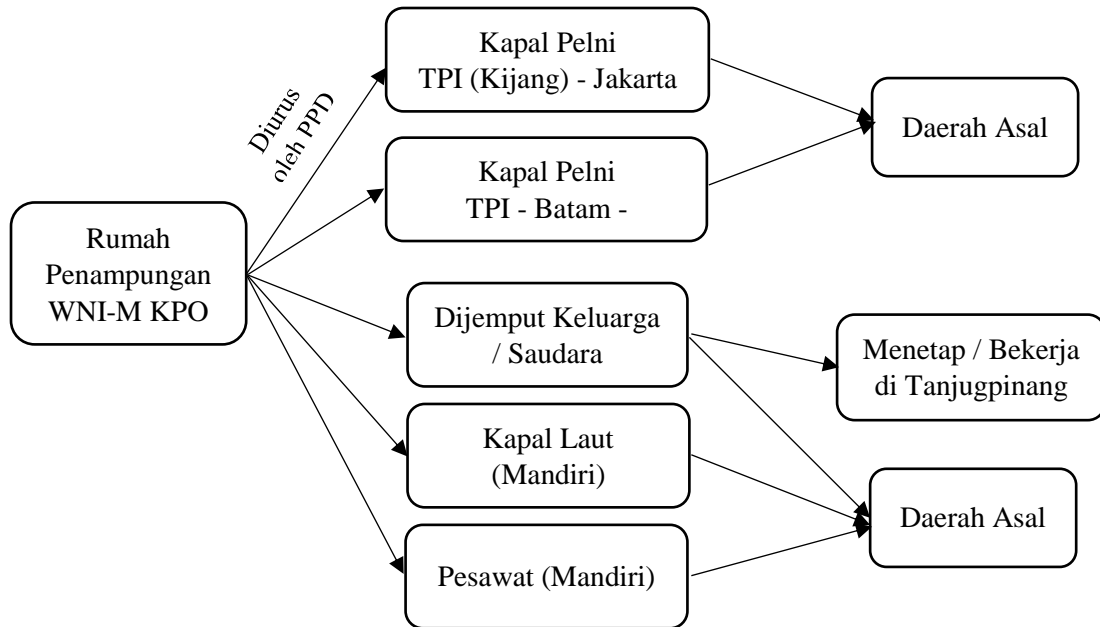 Kapal Pelni
TPI (Kijang) - Jakarta
Diurus
oleh PPD
Daerah Asal
Kapal Pelni
TPI - Batam -
Rumah
Penampungan
WNI-M KPO
Dijemput Keluarga
/ Saudara
Menetap / Bekerja
di Tanjugpinang
Kapal Laut
(Mandiri)
Daerah Asal
Pesawat (Mandiri)